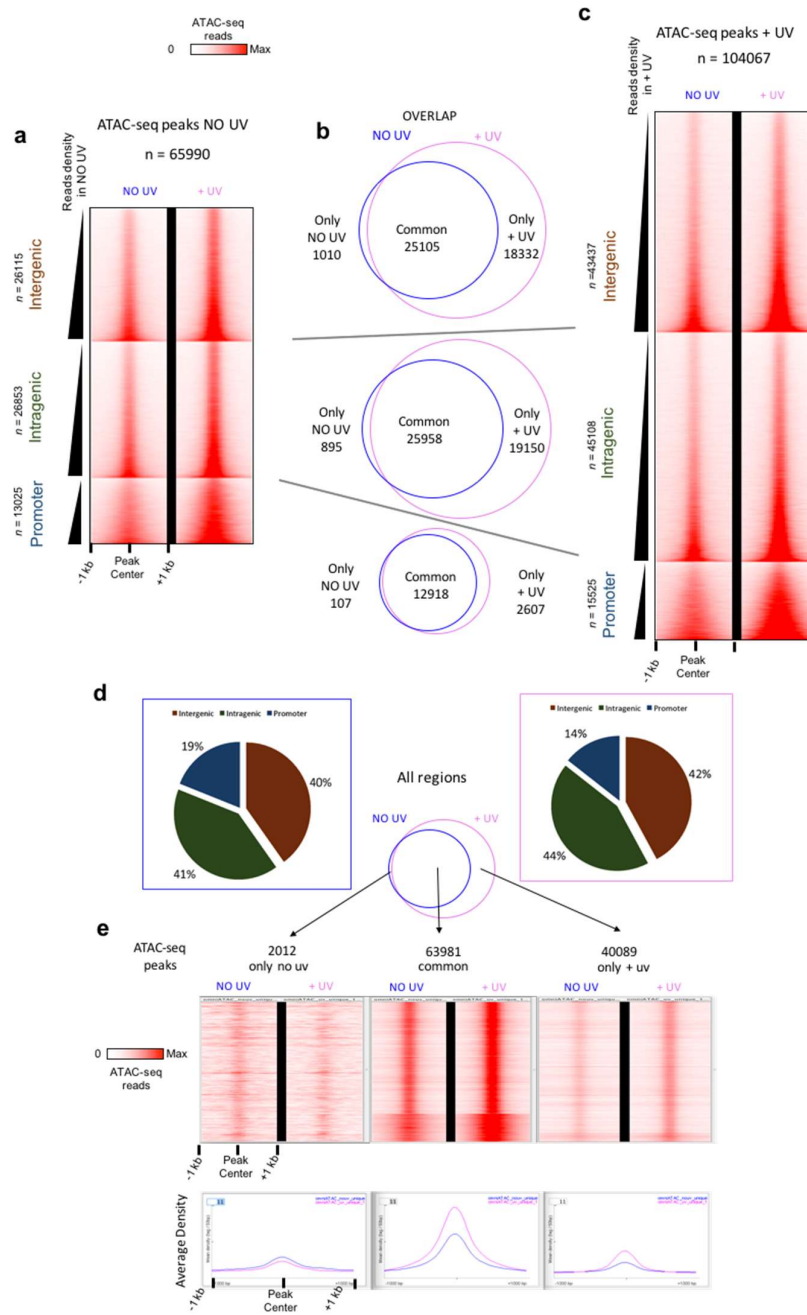 ATAC-seq
reads
0
Max
c
ATAC-seq peaks + UV
n = 104067
Reads density
in + UV
NO UV
+ UV
n =43437
Intergenic
n = 45108
Intragenic
n = 15525
Promoter
-1 kb
Peak
Center
a
ATAC-seq peaks NO UV
n = 65990
Reads density
in NO UV
NO UV
+ UV
n = 26115
Intergenic
n = 26853
Intragenic
n = 13025
Promoter
-1 kb
Peak
Center
+1 kb
b
OVERLAP
NO UV
+ UV
Only
NO UV
1010
Common
25105
Only
+ UV
18332
Only
NO UV
895
Common
25958
Only
+ UV
19150
Only
NO UV
107
Common
12918
Only
+ UV
2607
d
Intergenic Intragenic Promoter
19%
40%
41%
All regions
NO UV
+ UV
Intergenic Intragenic Promoter
14%
42%
44%
e
ATAC-seq
peaks
2012
only no uv
63981
common
40089
only + uv
NO UV
+ UV
NO UV
+ UV
NO UV
+ UV
0
Max
ATAC-seq
reads
-1 kb
Peak
Center
+1 kb
Average Density
11
11
11
-1 kb
Peak
Center
+1 kb